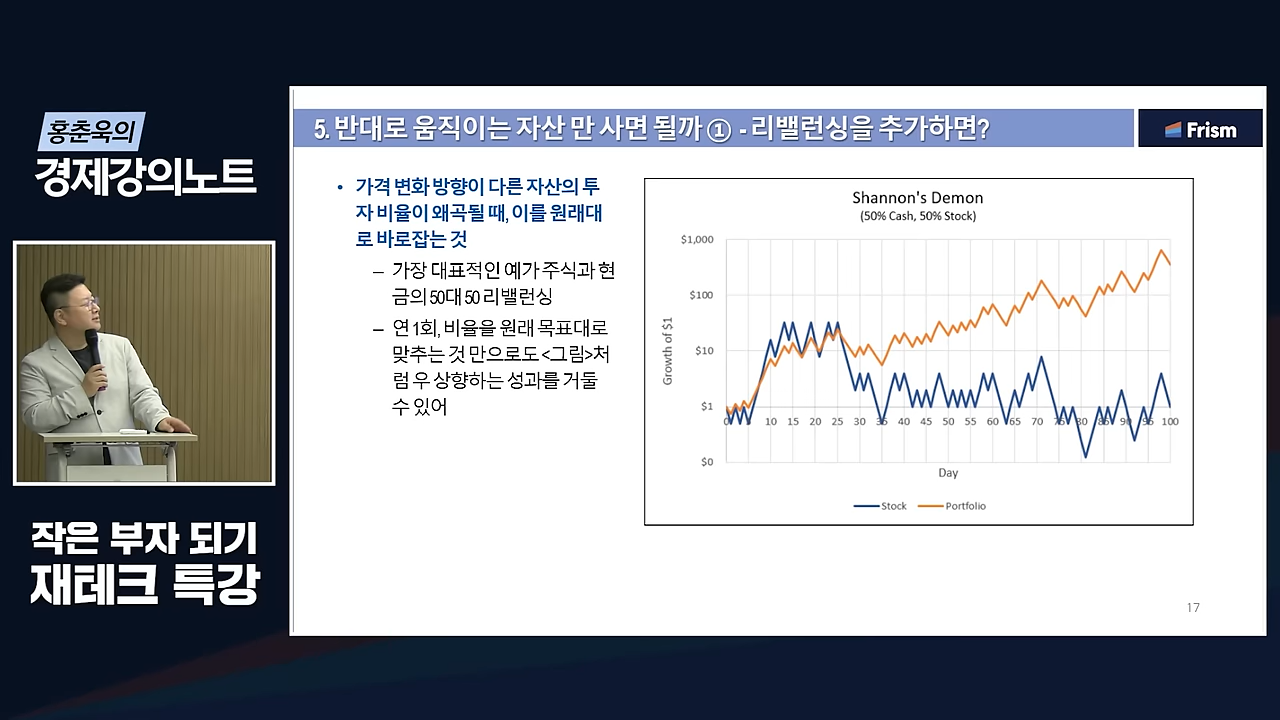 홍춘욱의
경제강의노트
작은 부자 되기
재테크 특강
5. 반대로 움직이는 자산 만 사면 될까 ① - 리밸런싱을 추가하면?
Frism
• 가격 변화 방향이 다른 자산의 투
자 비율이 왜곡될 때, 이를 원래대
로 바로잡는 것
– 가장 대표적인 예가 주식과 현
금의 50대 50 리밸런싱
– 연 1회, 비율을 원래 목표대로
맞추는 것 만으로도 <그림>처
럼 우 상향하는 성과를 거둘
수 있어
Shannon's Demon
(50% Cash, 50% Stock)
Growth of $1
$1,000
$100
$10
$1
$0
0 5 10 15 20 25 30 35 40 45 50 55 60 65 70 75 80 85 90 95 100
Day
Stock Portfolio
17